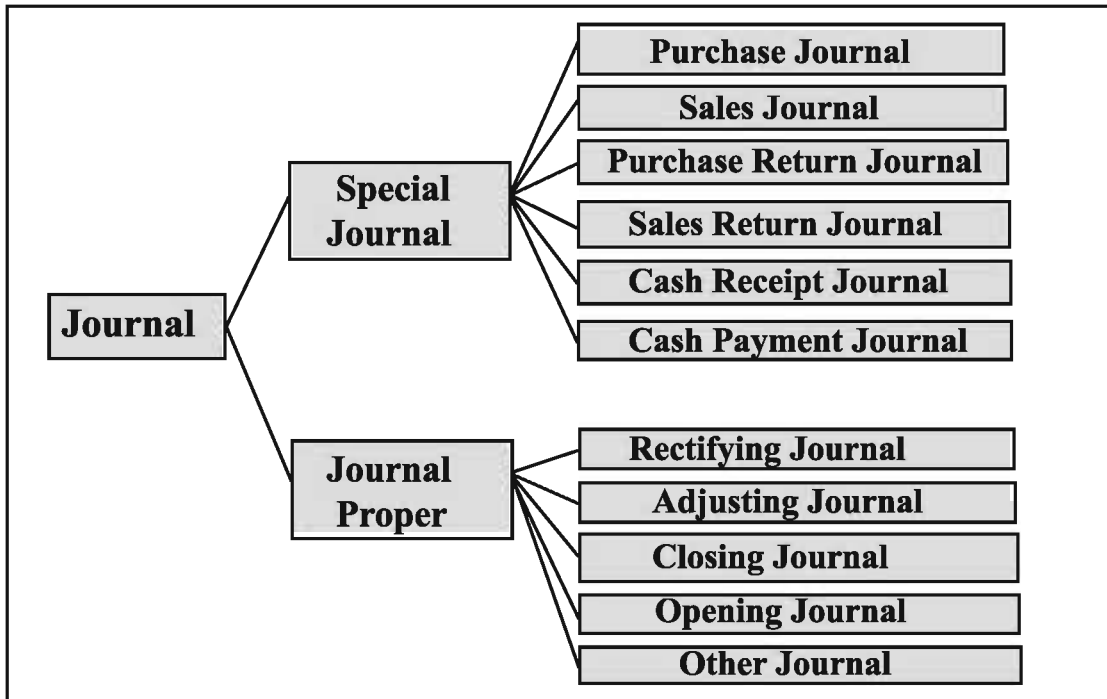 Journal
Special
Journal
Purchase Journal
Sales Journal
Purchase Return Journal
Sales Return Journal
Cash Receipt Journal
Cash Payment Journal
Journal
Proper
Rectifying Journal
Adjusting Journal
Closing Journal
Opening Journal
Other Journal